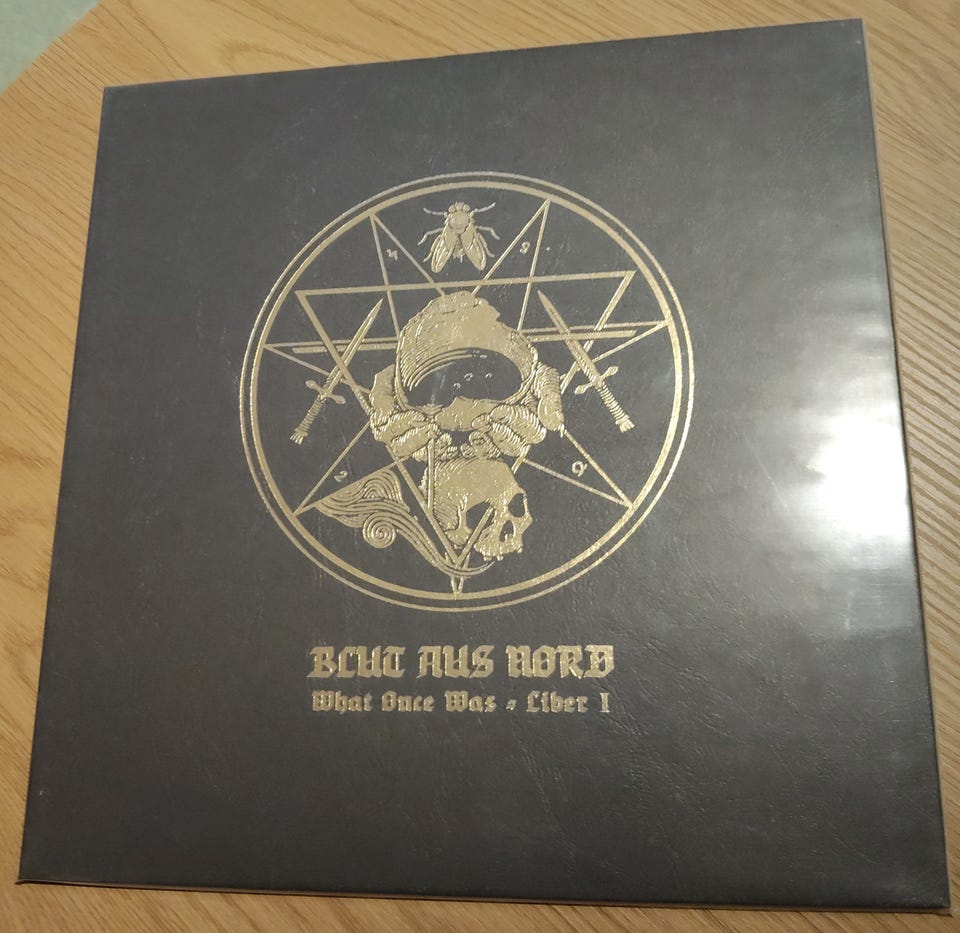 BLUT AUS NORD
What Once Was - Liber I